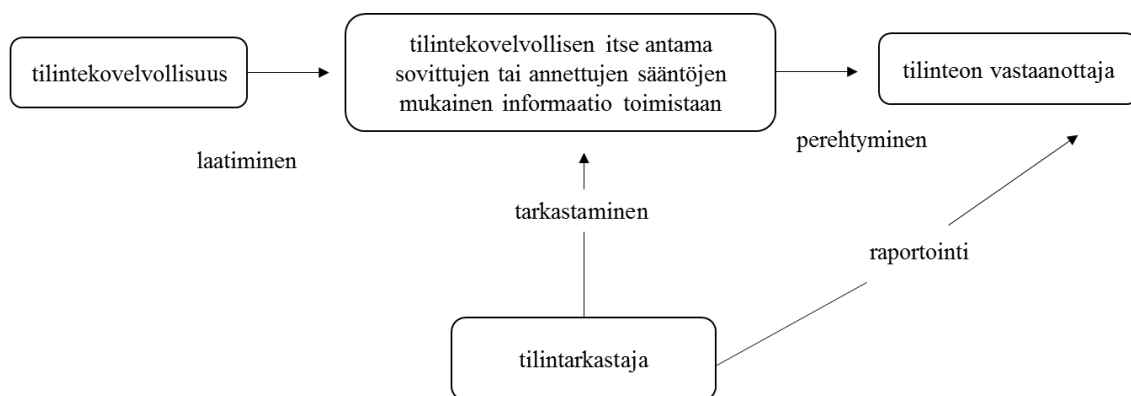 tilintekovelvollisuus
tilintekovelvollisen itse antama
sovittujen tai annettujen sääntöjen
mukainen informaatio toimistaan
tilinteon vastaanottaja
laatiminen
perehtyminen
tarkastaminen
raportointi
tilintarkastaja